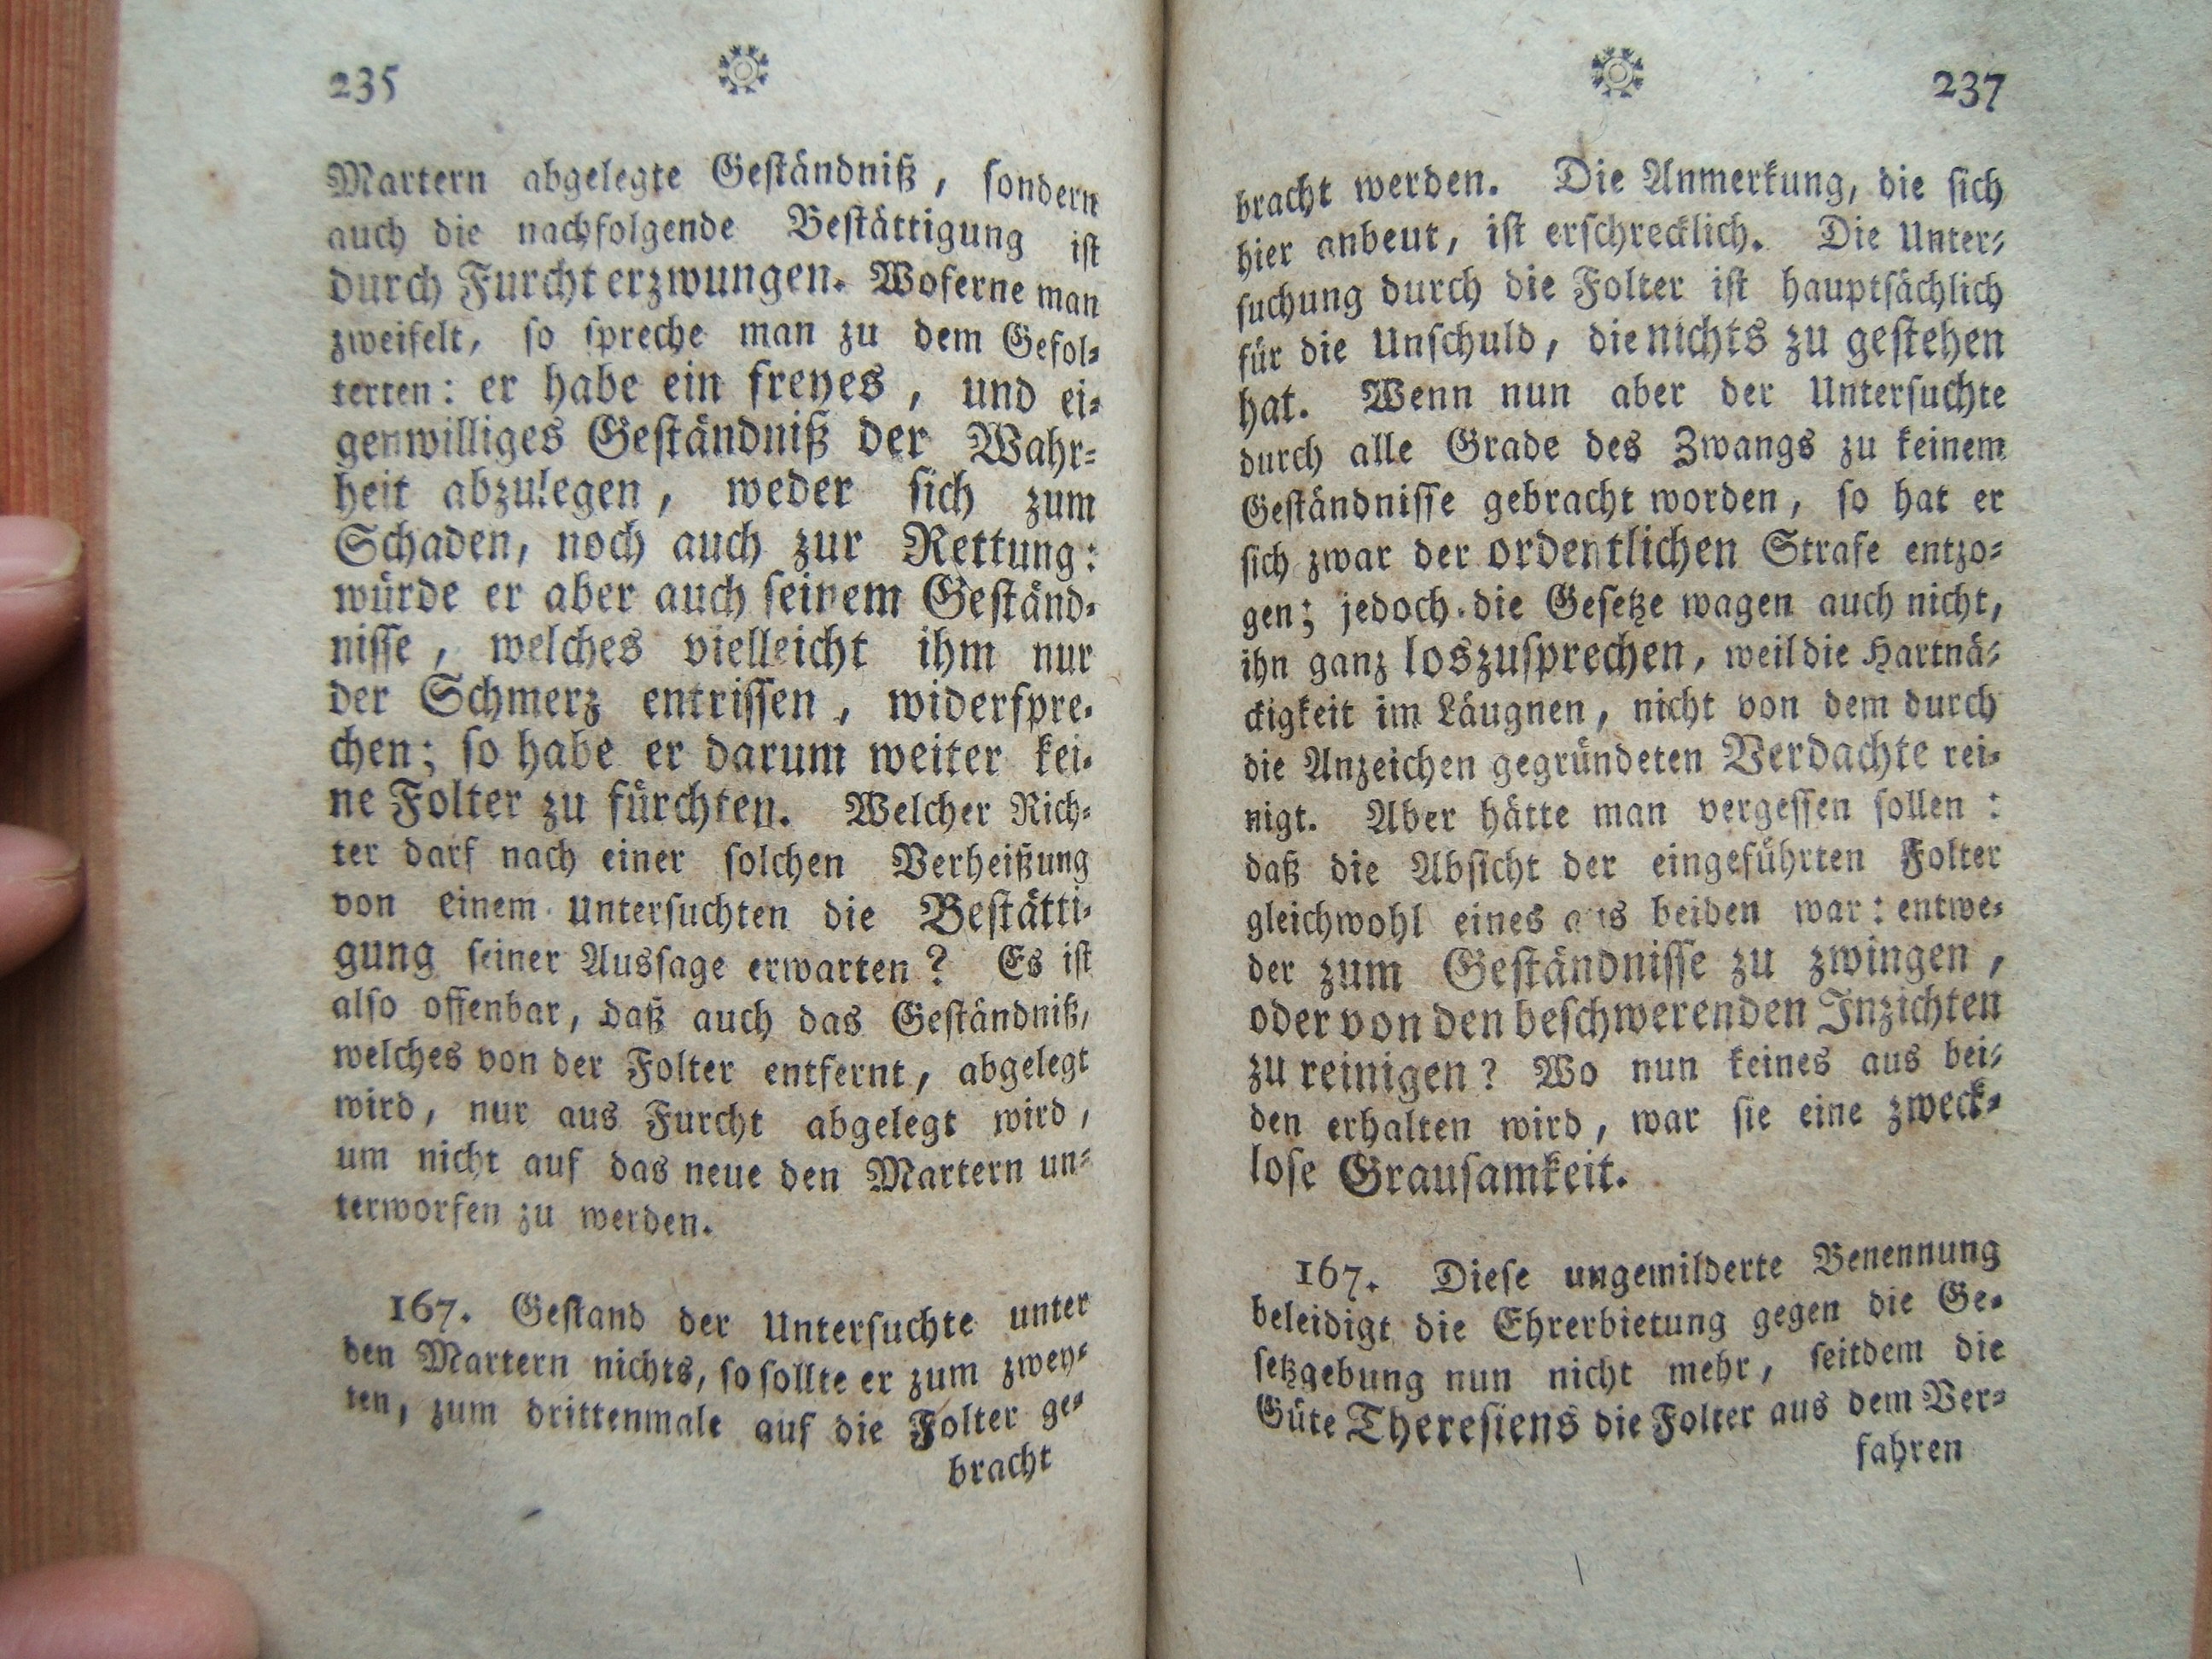 235
Martern abgelegte Geständniß, sondern
auch die nachfolgende Bestättigung ist
durch Furcht erzwungen. Woferne man
zweifelt, so spreche man zu dem Gefol-
terten: er habe ein freyes, und ei-
genwilliges Geständniß der Wahr-
heit abzulegen, weder sich zum
Schaden, noch auch zur Rettung:
würde er aber auch seinem Geständ-
nisse, welches vielleicht ihm nur
der Schmerz entrissen, widerspre-
chen; so habe er darum weiter kei-
ne Folter zu fürchten. Welcher Rich-
ter darf nach einer solchen Verheißung
von einem Untersuchten die Bestätti-
gung seiner Aussage erwarten? Es ist
also offenbar, daß auch das Geständniß,
welches von der Folter entfernt, abgelegt
wird, nur aus Furcht abgelegt wird,
um nicht auf das neue den Martern un-
terworfen zu werden.
167. Gestand der Untersuchte unter
den Martern nichts, so sollte er zum zwey-
ten, zum drittenmale auf die Folter ge-
bracht
237
bracht werden. Die Anmerkung, die sich
hier anbeut, ist erschrecklich. Die Unter-
suchung durch die Folter ist hauptsächlich
für die Unschuld, die nichts zu gestehen
hat. Wenn nun aber der Untersuchte
durch alle Grade des Zwangs zu keinem
Geständnisse gebracht worden, so hat er
sich zwar der ordentlichen Strafe entzo-
gen; jedoch die Gesetze wagen auch nicht,
ihn ganz loszusprechen, weil die Hartnä-
ckigkeit im Läugnen, nicht von dem durch
die Anzeichen gegründeten Verdachte rei-
nigt. Aber hätte man vergessen sollen:
daß die Absicht der eingeführten Folter
gleichwohl eines aus beiden war: entwe-
der zum Geständnisse zu zwingen,
oder von den beschwerenden Inzichten
zu reinigen? Wo nun keines aus bei-
den erhalten wird, war sie eine zweck-
lose Grausamkeit.
167. Diese ungemilderte Benennung
beleidigt die Ehrerbietung gegen die Ge-
setzgebung nun nicht mehr, seitdem die
Güte Theresiens die Folter aus dem Ver-
fahren